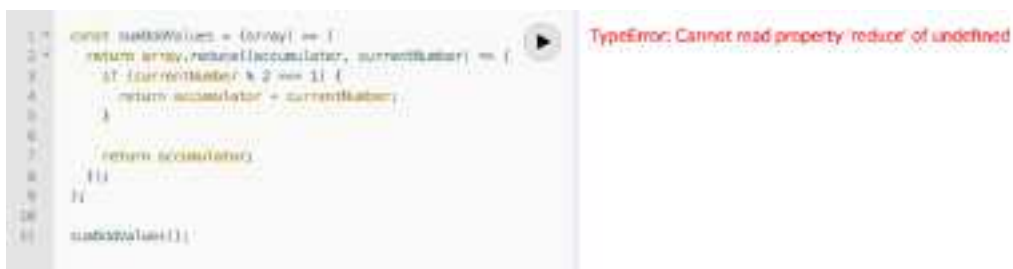 const sumOddValues = (array) => {
return array.reduce((accumulator, currentNumber) => {
if (currentNumber % 2 === 1) {
return accumulator + currentNumber;
}
return accumulator;
});
};
sumOddValues();
TypeError: Cannot read property 'reduce' of undefined